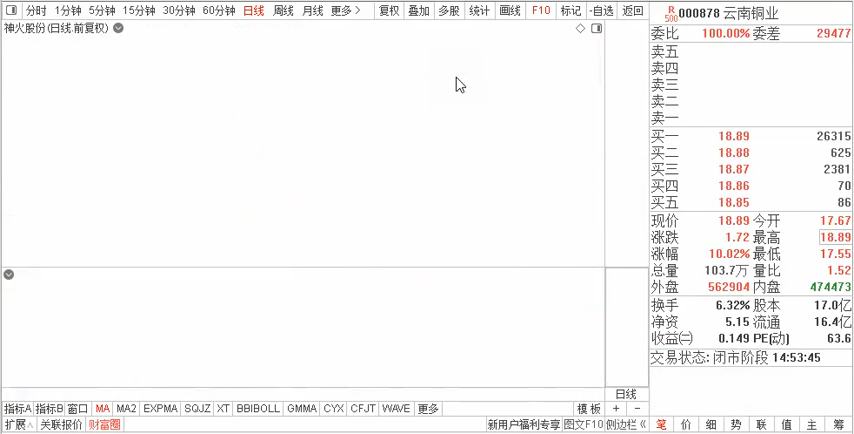 分时 1分钟 5分钟 15分钟 30分钟 60分钟 日线 周线 月线 更多 > 复权 叠加 多股 统计 画线 F10 标记 -自选 返回
神火股份(日线.前复权)
R 500 000878 云南铜业
委比 100.00% 委差 29477
卖五
卖四
卖三
卖二
卖一
买一 18.89 26315
买二 18.88 625
买三 18.87 2381
买四 18.86 70
买五 18.85 86
现价 18.89 今开 17.67
涨跌 1.72 最高 18.89
涨幅 10.02% 最低 17.55
总量 103.7万 量比 1.52
外盘 562904 内盘 474473
换手 6.32% 股本 17.0亿
净资 5.15 流通 16.4亿
收益㈡ 0.149 PE(动) 63.6
交易状态: 闭市阶段 14:53:45
日线
指标A 指标B 窗口 MA MA2 EXPMA SQJZ XT BBIBOLL GMMA CYX CFJT WAVE 更多 模板 + −
扩展∧ 关联报价 财富圈 新用户福利专享 图文F10 侧边栏 《
笔 价 细 势 联 值 主 筹